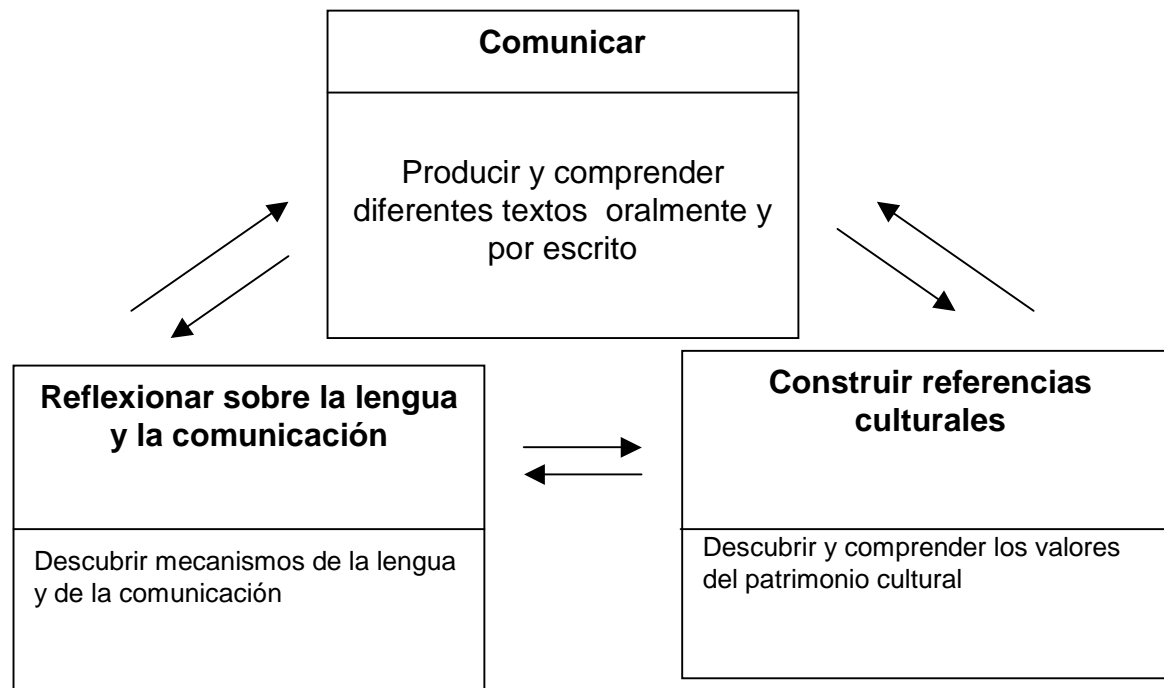 Comunicar
Producir y comprender
diferentes textos oralmente y
por escrito
Reflexionar sobre la lengua
y la comunicación
Descubrir mecanismos de la lengua
y de la comunicación
Construir referencias
culturales
Descubrir y comprender los valores
del patrimonio cultural